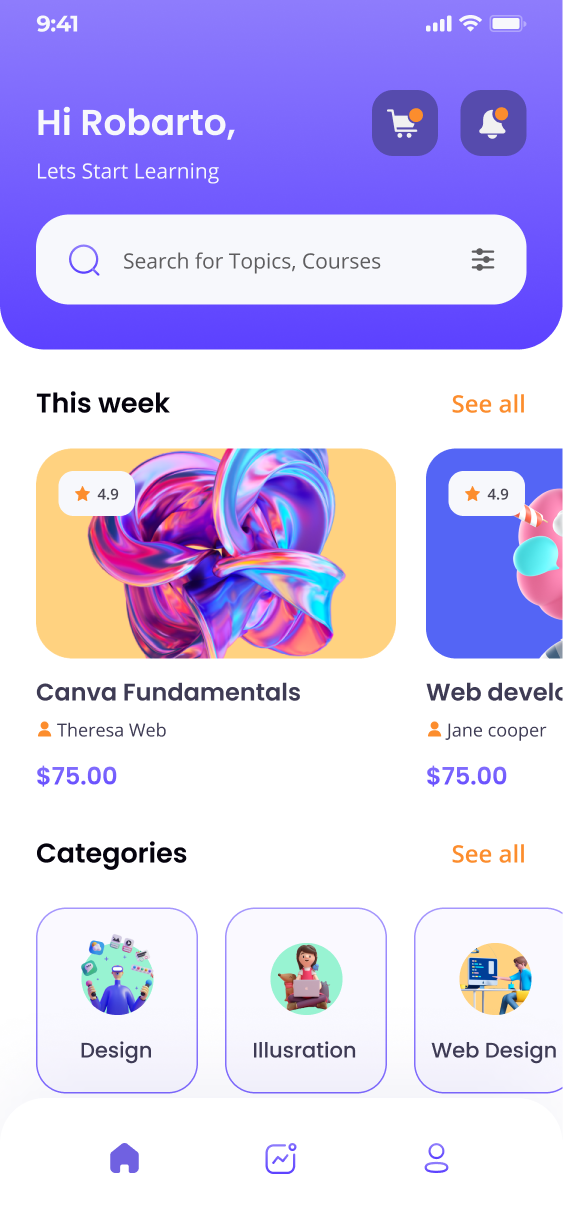 9:41
Hi Robarto,
Lets Start Learning
Search for Topics, Courses
This week
See all
4.9
4.9
Canva Fundamentals
Web develo
Theresa Web
Jane cooper
$75.00
$75.00
Categories
See all
Design
Illusration
Web Design